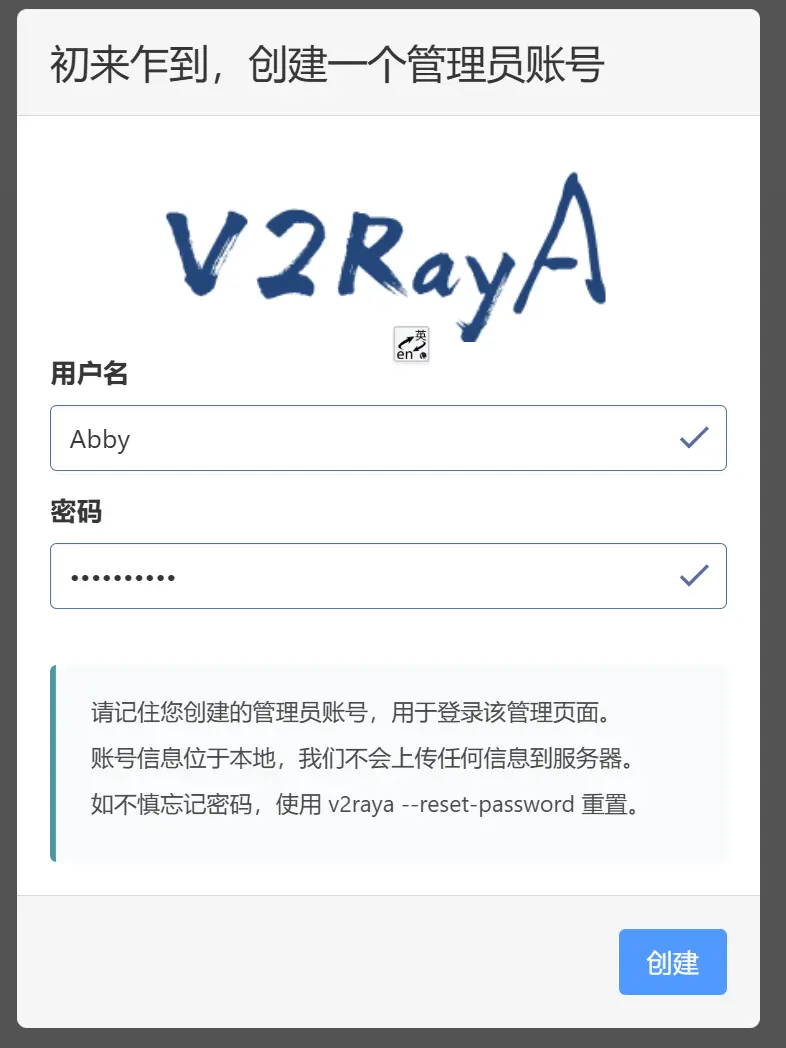 初来乍到，创建一个管理员账号
V2RayA
英
en
用户名
Abby
密码
••••••••••
请记住您创建的管理员账号，用于登录该管理页面。
账号信息位于本地，我们不会上传任何信息到服务器。
如不慎忘记密码，使用 v2raya --reset-password 重置。
创建